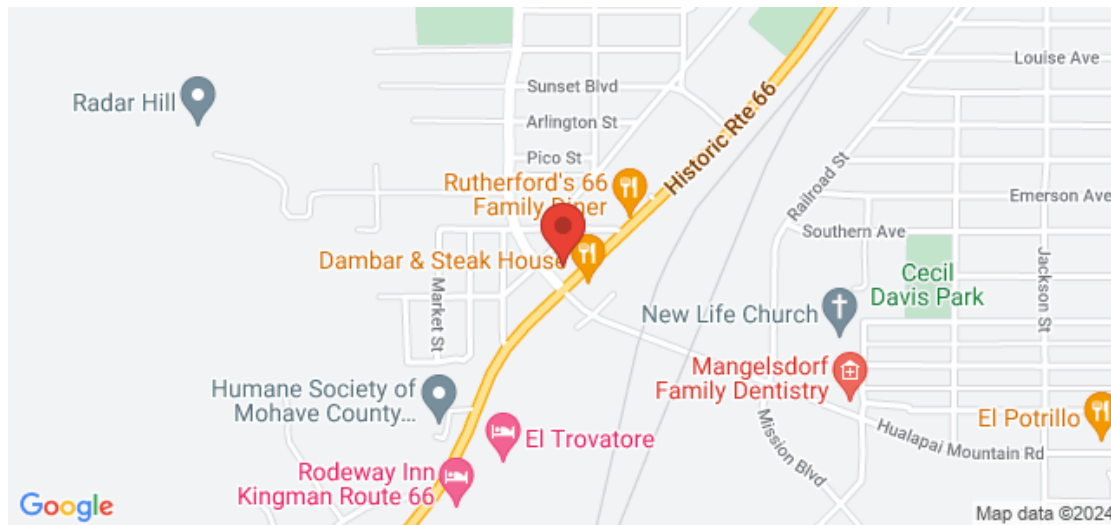 Louise Ave
Sunset Blvd
Radar Hill
Arlington St
Historic Rte 66
Pico St
Railroad St
Rutherford's 66
Family Diner
Emerson Ave
Southern Ave
Dambar & Steak House
Cecil
Davis Park
Jackson St
Market St
New Life Church
Mangelsdorf
Family Dentistry
Humane Society of
Mohave County...
El Potrillo
Mission Blvd
Hualapai Mountain Rd
El Trovatore
Rodeway Inn
Kingman Route 66
Google
Map data ©2024